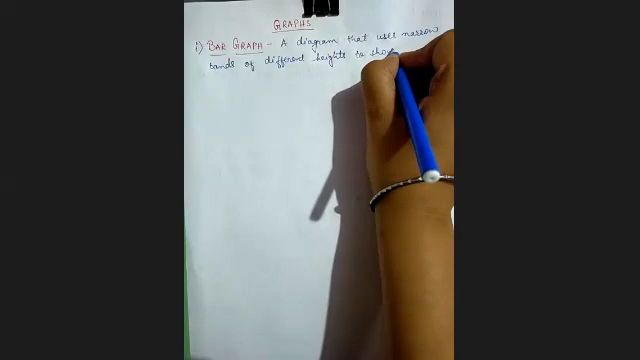 GRAPHS
1) BAR GRAPH - A diagram that uses narrow
bands of different heights to show